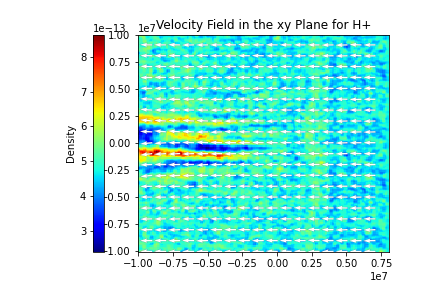 Velocity Field in the xy Plane for H+
1e−13
1e7
8
7
6
5
4
3
Density
1.00
0.75
0.50
0.25
0.00
−0.25
−0.50
−0.75
−1.00
−1.00 −0.75 −0.50 −0.25 0.00 0.25 0.50 0.75
1e7